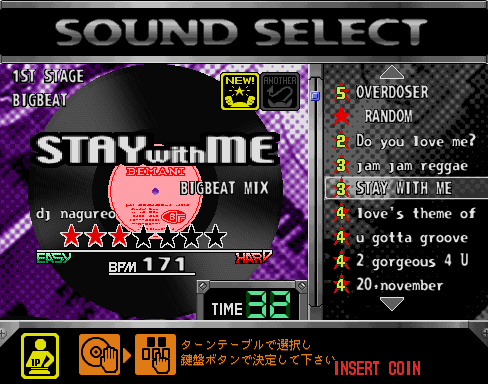 SOUND SELECT
1ST STAGE
BIGBEAT
NEW!
ANOTHER
STAY with ME
BEMANI
BIGBEAT MIX
dj nagureo
EASY
HARD
BPM 171
TIME 32
5 OVERDOSER
RANDOM
2 Do you love me?
3 jam jam reggae
3 STAY WITH ME
4 love's theme of
4 u gotta groove
4 2 gorgeous 4 U
4 20,november
1P
ターンテーブルで選択し
鍵盤ボタンで決定して下さい
INSERT COIN